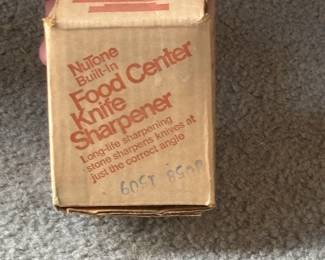 NuTone
Built-In
Food Center
Knife
Sharpener
Long-life sharpening
stone sharpens knives at
just the correct angle